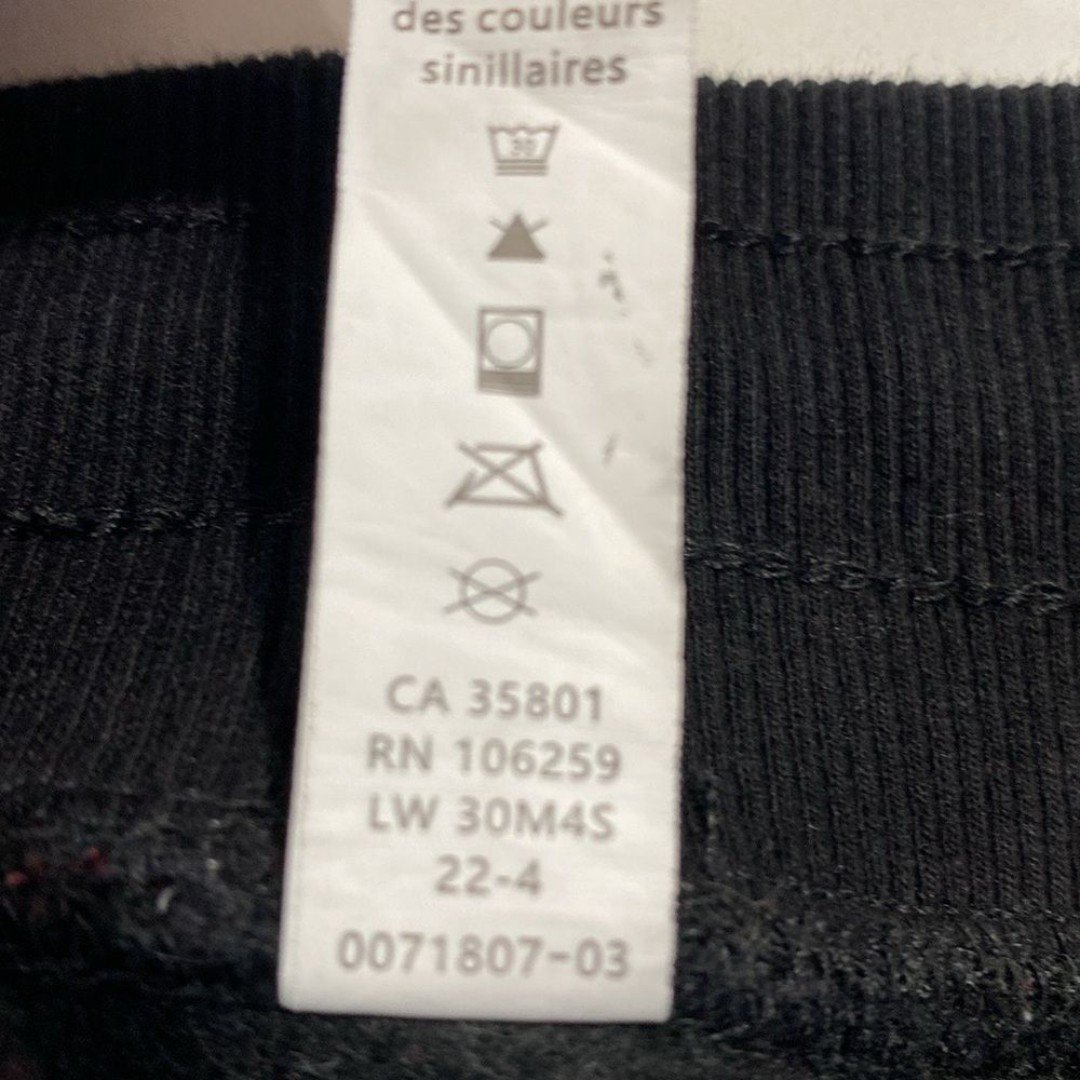 des couleurs
sinillaires
30
CA 35801
RN 106259
LW 30M4S
22-4
0071807-03